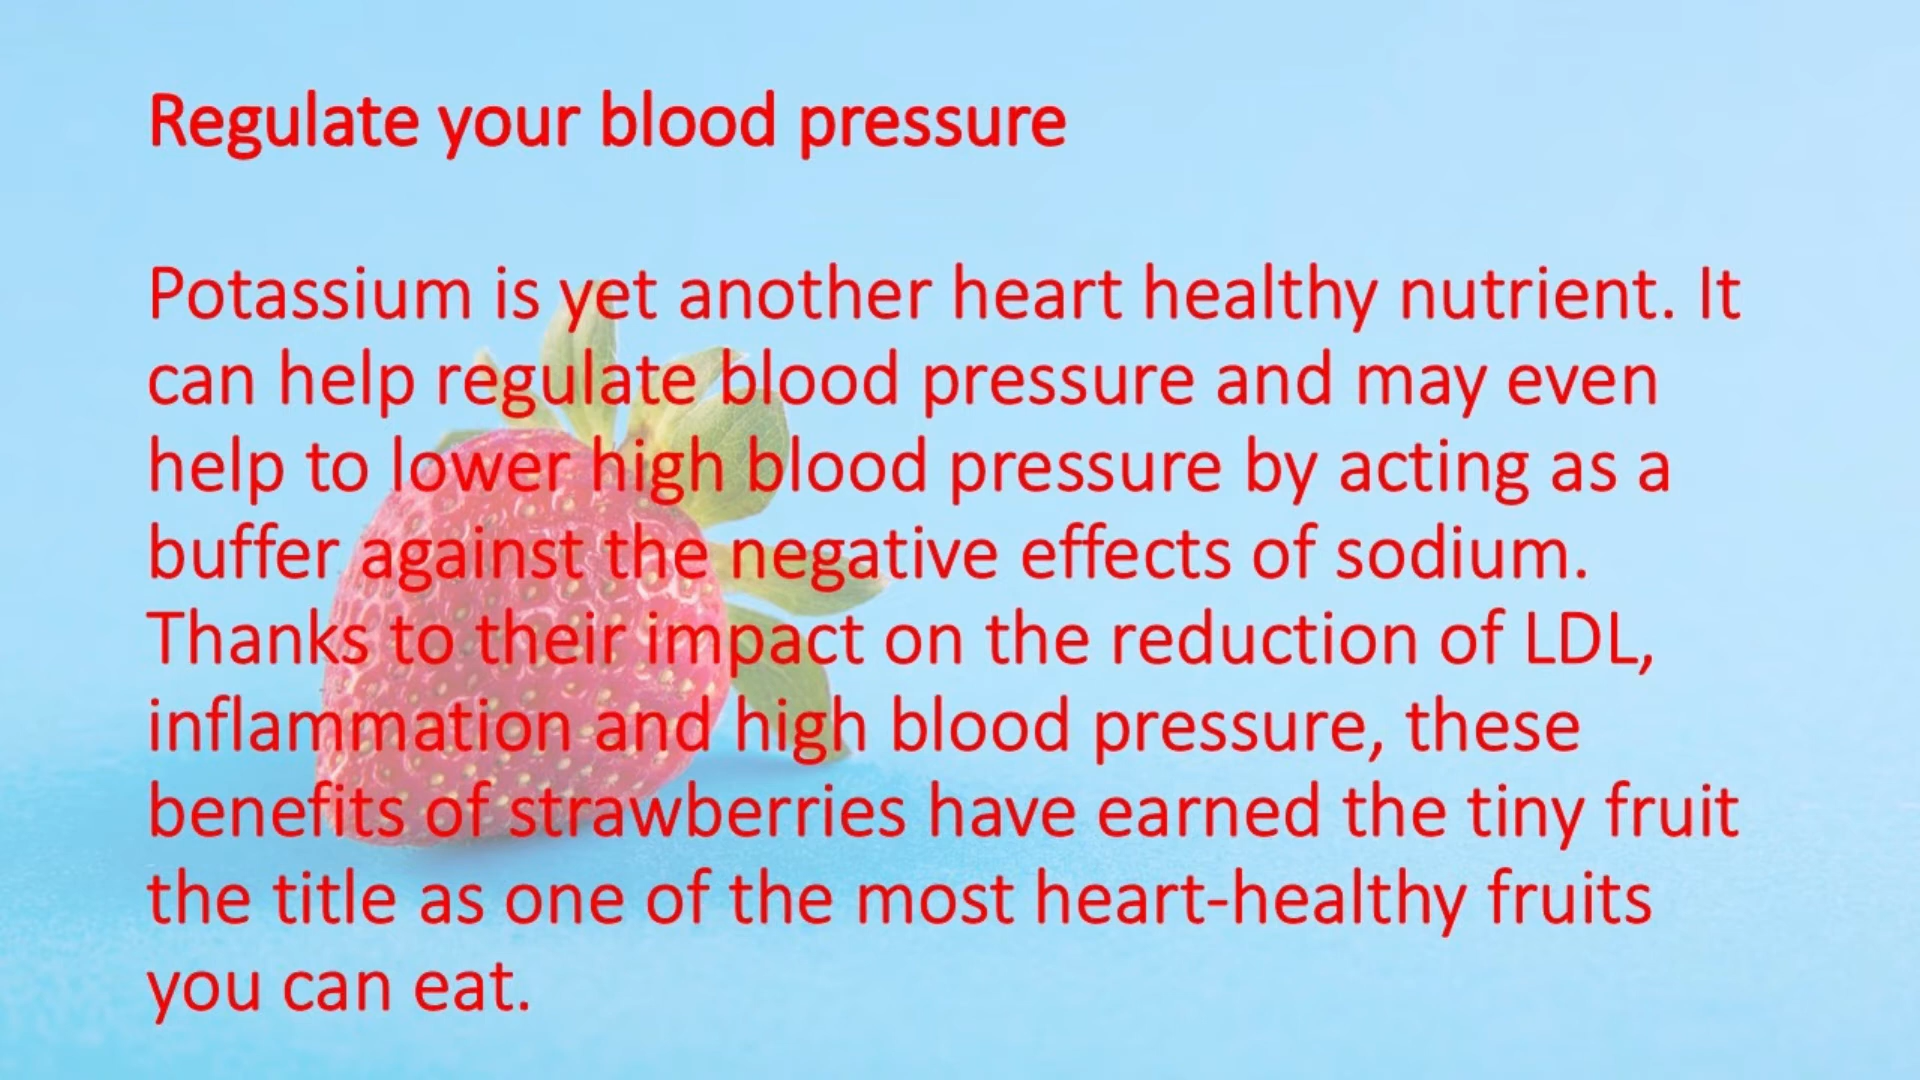 Regulate your blood pressure
Potassium is yet another heart healthy nutrient. It
can help regulate blood pressure and may even
help to lower high blood pressure by acting as a
buffer against the negative effects of sodium.
Thanks to their impact on the reduction of LDL,
inflammation and high blood pressure, these
benefits of strawberries have earned the tiny fruit
the title as one of the most heart-healthy fruits
you can eat.